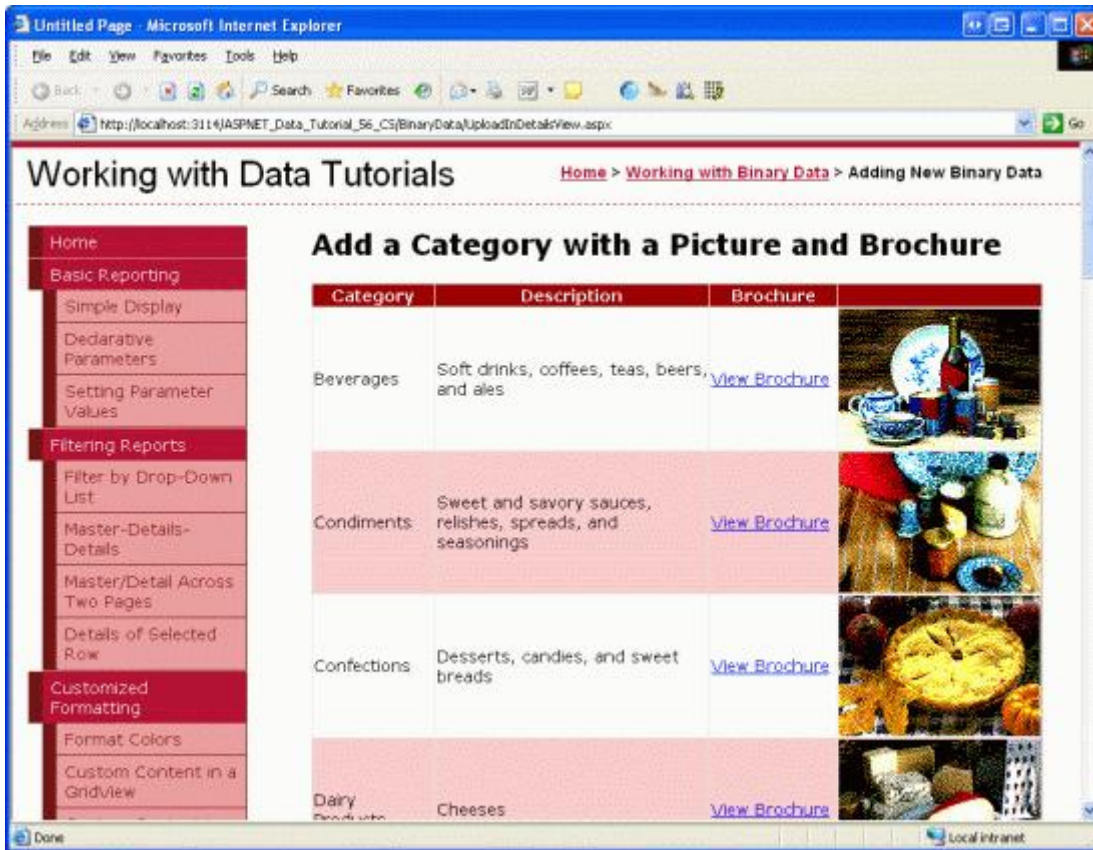 Untitled Page - Microsoft Internet Explorer
File Edit View Favorites Tools Help
Back Search Favorites
Address http://localhost:3114/ASPNET_Data_Tutorial_56_CS/BinaryData/UploadInDetailsView.aspx Go
Working with Data Tutorials
Home > Working with Binary Data > Adding New Binary Data
Home
Basic Reporting
Simple Display
Declarative
Parameters
Setting Parameter
Values
Filtering Reports
Filter by Drop-Down
List
Master-Details-
Details
Master/Detail Across
Two Pages
Details of Selected
Row
Customized
Formatting
Format Colors
Custom Content in a
GridView
Add a Category with a Picture and Brochure
Category Description Brochure
Beverages
Soft drinks, coffees, teas, beers,
and ales
View Brochure
Condiments
Sweet and savory sauces,
relishes, spreads, and
seasonings
View Brochure
Confections
Desserts, candies, and sweet
breads
View Brochure
Dairy
Products
Cheeses
View Brochure
Done
Local intranet